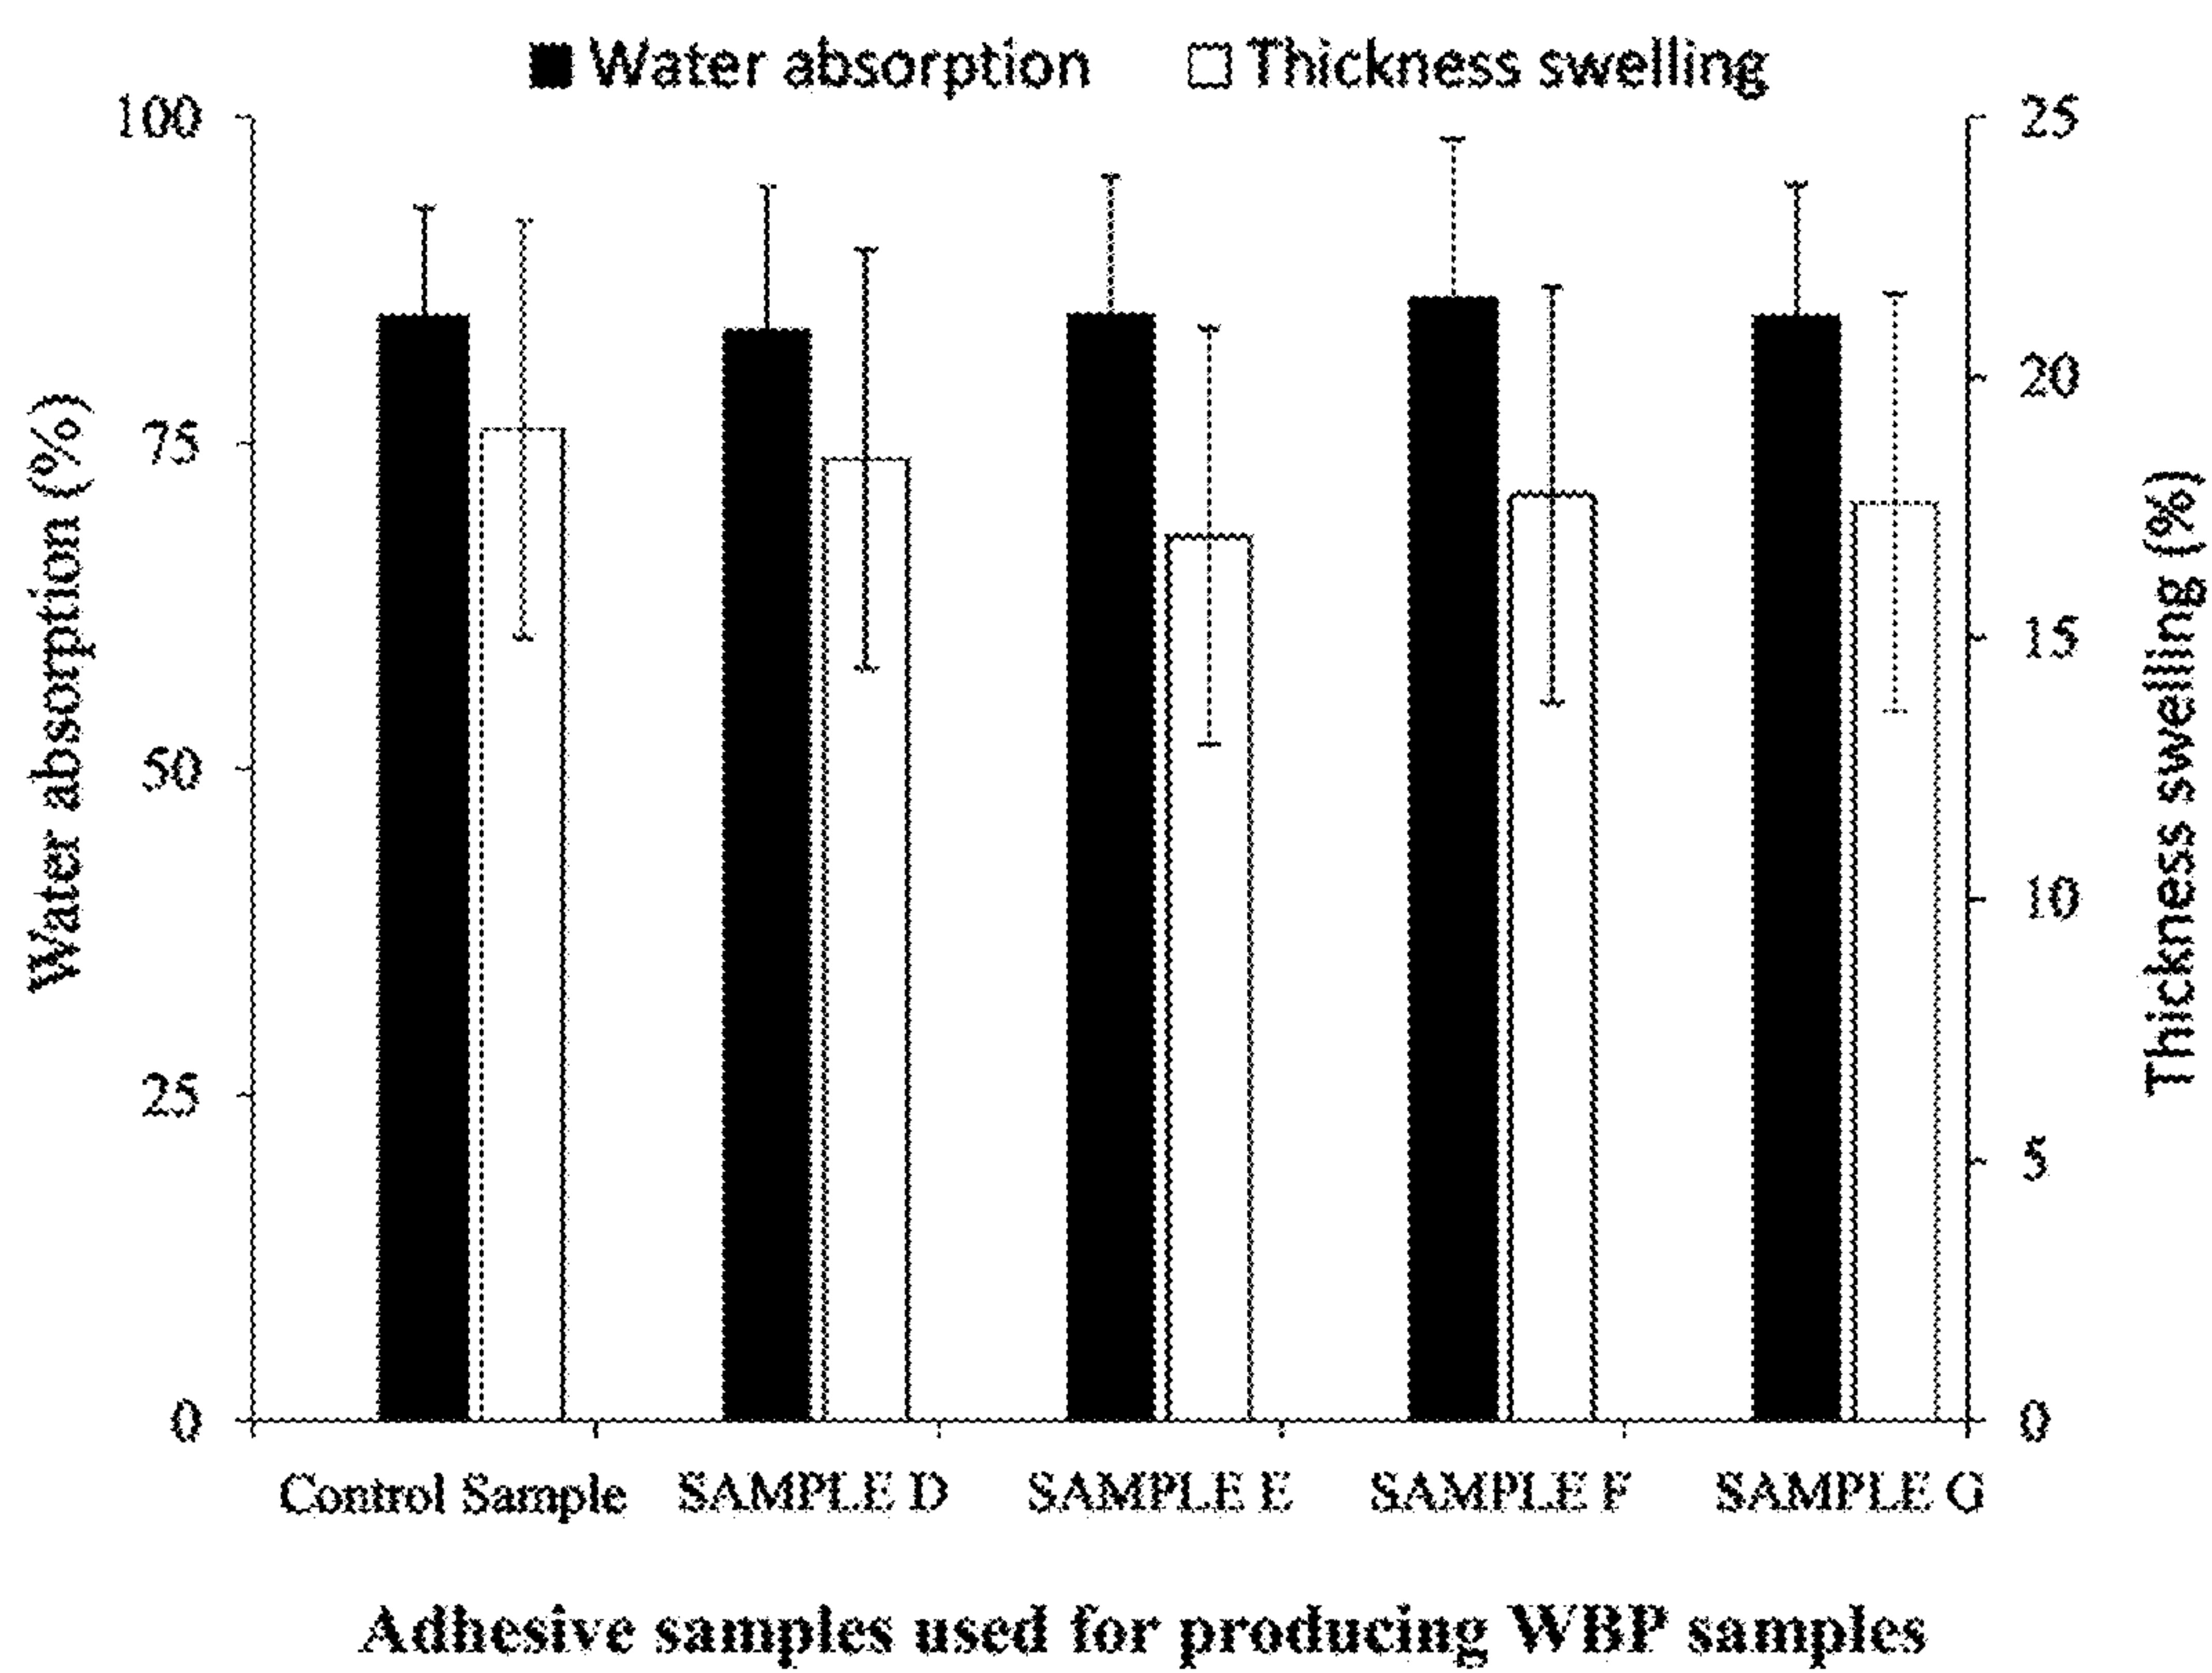 Water absorption Thickness swelling
100
75
50
25
0
Water absorption (%)
25
20
15
10
5
0
Thickness swelling (%)
Control Sample SAMPLE D SAMPLE E SAMPLE F SAMPLE G
Adhesive samples used for producing WBP samples